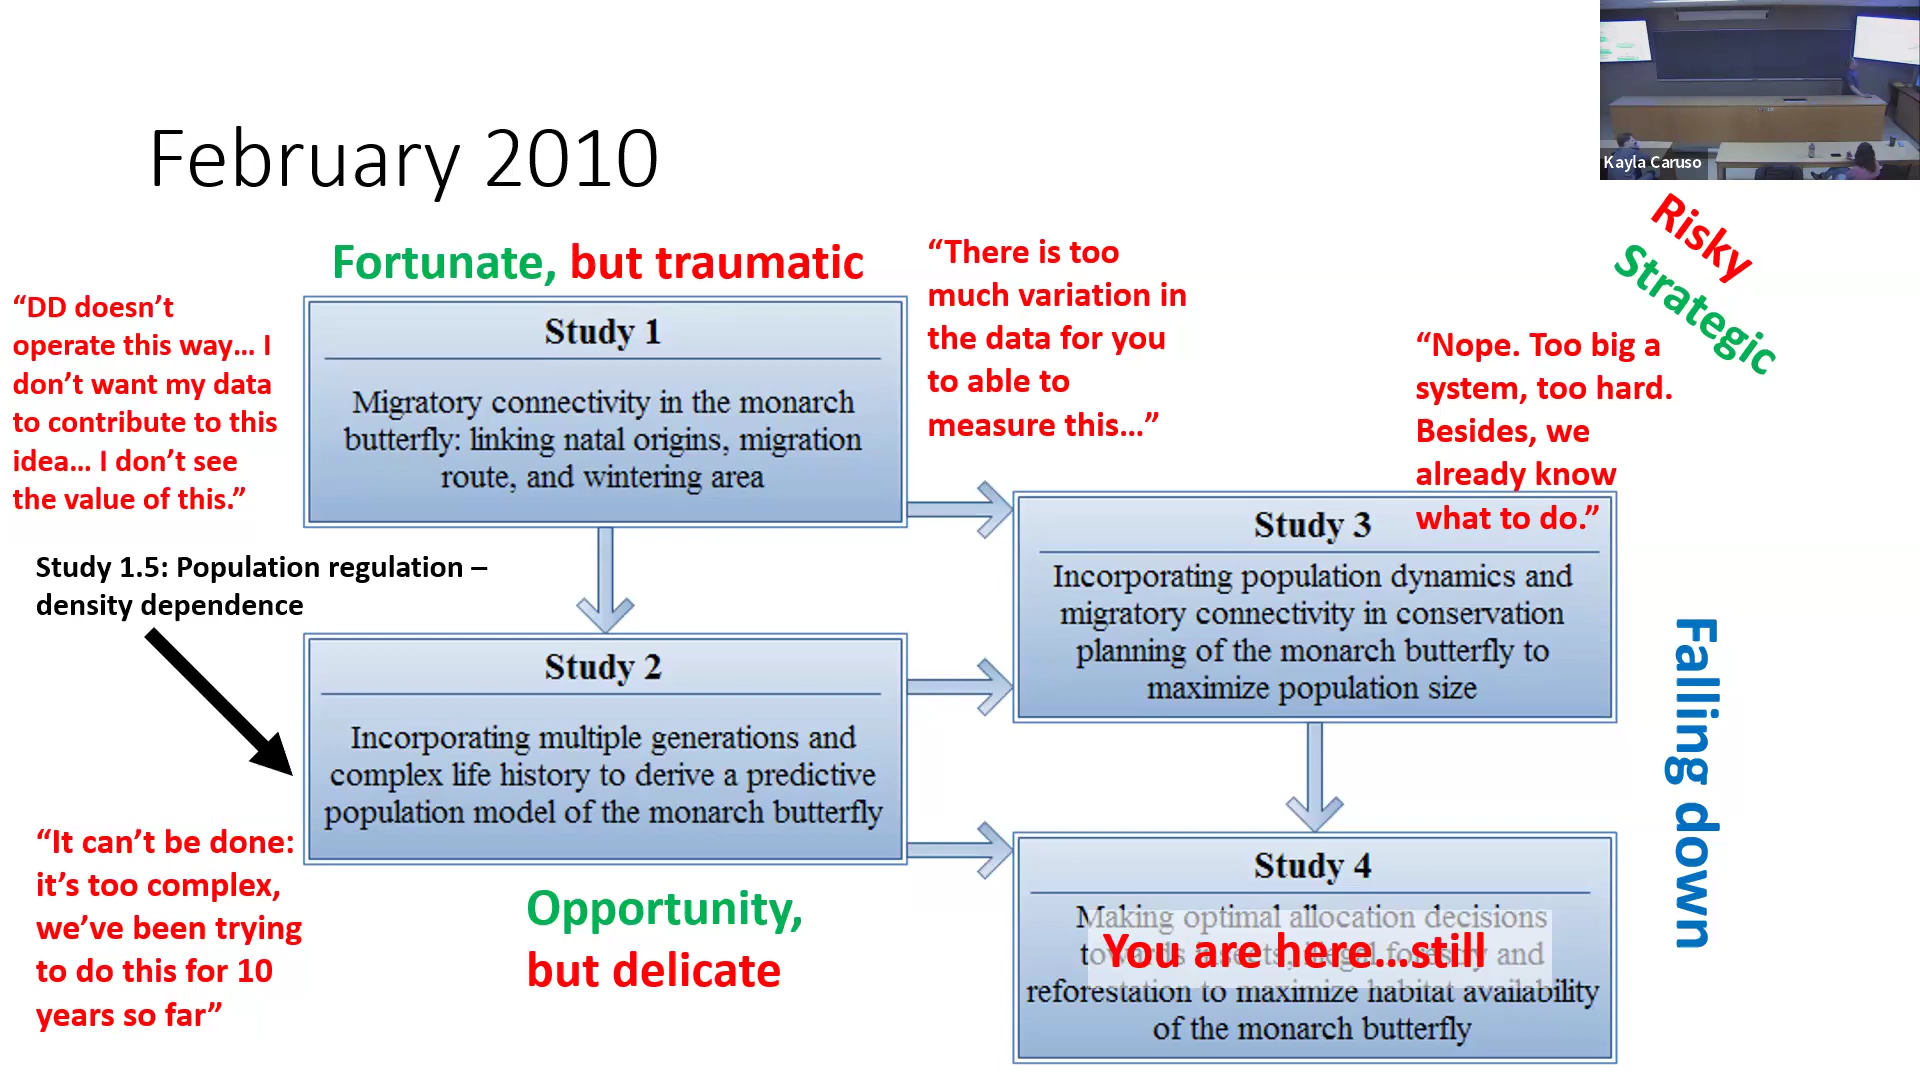 February 2010
Kayla Caruso
Risky
Strategic
Fortunate, but traumatic
“DD doesn’t
operate this way... I
don’t want my data
to contribute to this
idea... I don’t see
the value of this.”
Study 1
Migratory connectivity in the monarch
butterfly: linking natal origins, migration
route, and wintering area
“There is too
much variation in
the data for you
to able to
measure this...”
“Nope. Too big a
system, too hard.
Besides, we
already know
what to do.”
Study 1.5: Population regulation –
density dependence
Study 2
Incorporating multiple generations and
complex life history to derive a predictive
population model of the monarch butterfly
Study 3
Incorporating population dynamics and
migratory connectivity in conservation
planning of the monarch butterfly to
maximize population size
Falling down
“It can’t be done:
it’s too complex,
we’ve been trying
to do this for 10
years so far”
Opportunity,
but delicate
Study 4
Making optimal allocation decisions
towards insects, illegal forestry and
reforestation to maximize habitat availability
of the monarch butterfly
You are here...still